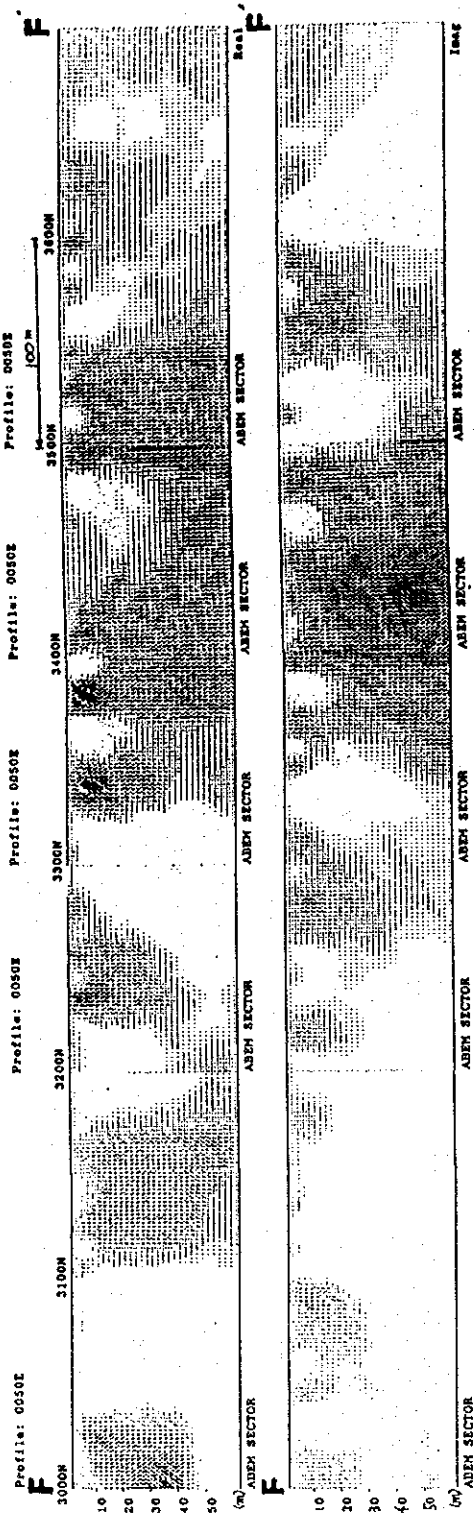 Profile: 0050E Profile: 0050E Profile: 0050E Profile: 0050E Profile: 0050E
F F'
3000N 3100N 3200N 3300N 3400N 3500N 3600N
100 m
10
20
30
40
50
(m)
Real
ABEM SECTOR ABEM SECTOR ABEM SECTOR ABEM SECTOR ABEM SECTOR
F F'
10
20
30
40
50
(m)
Imag
ABEM SECTOR ABEM SECTOR ABEM SECTOR ABEM SECTOR ABEM SECTOR